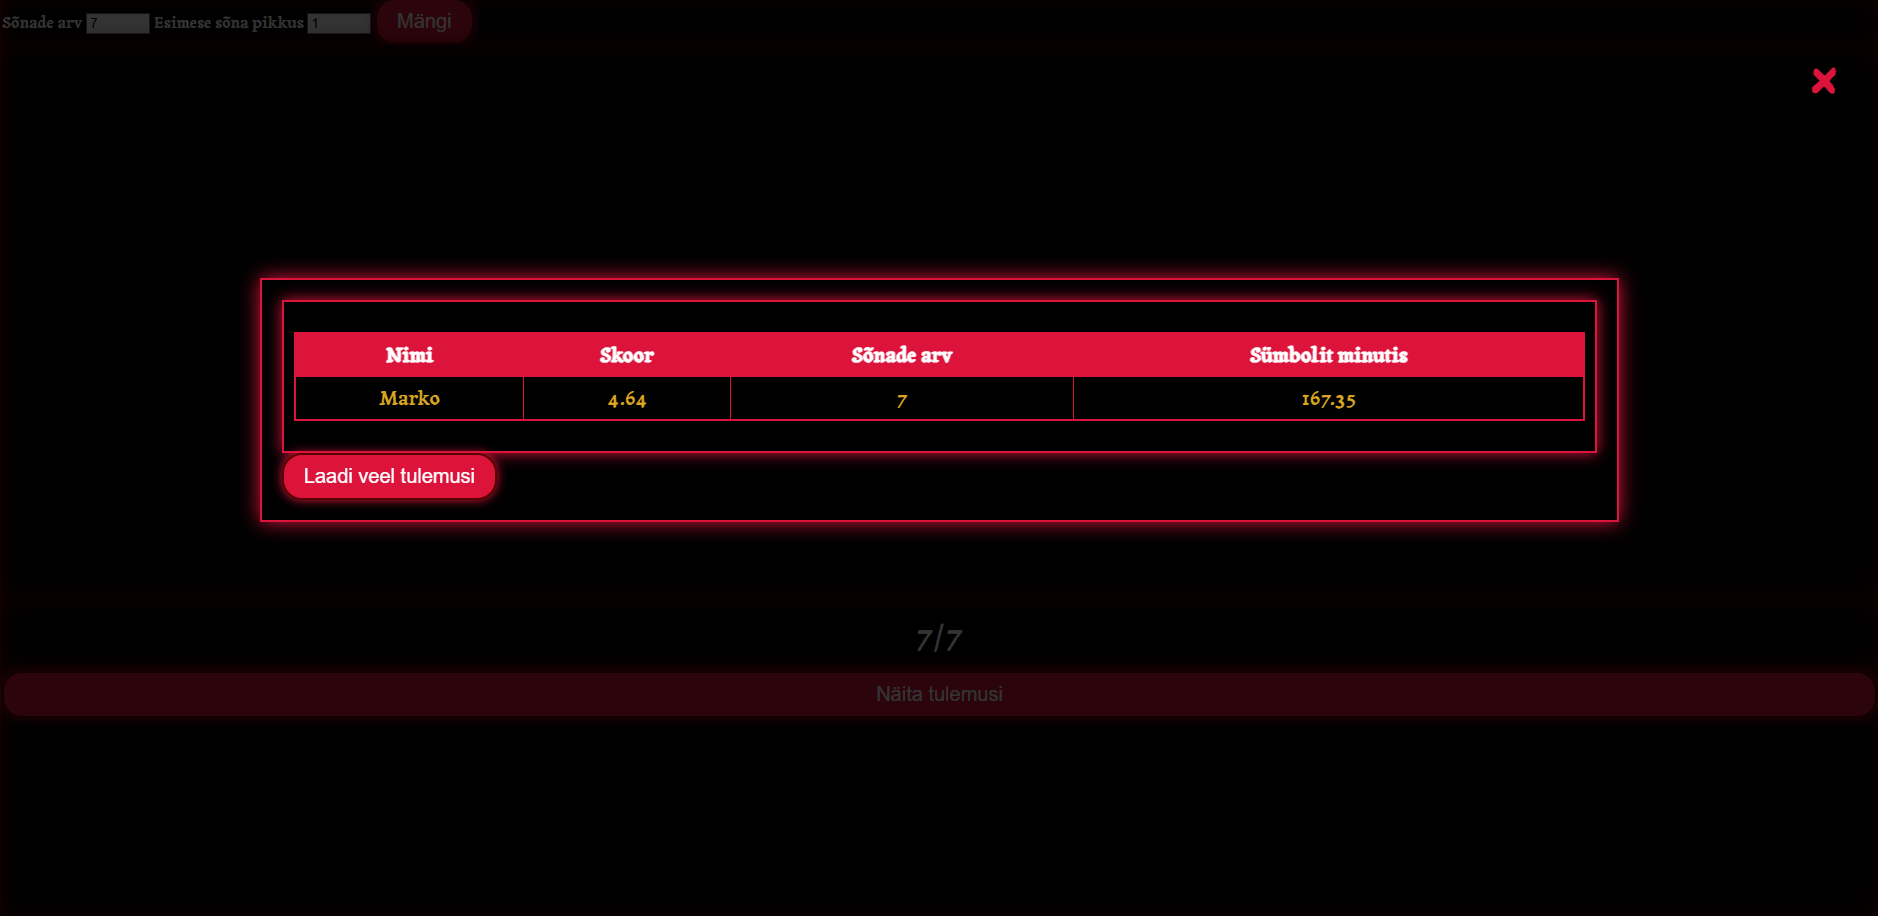 Sõnade arv 7 Esimese sõna pikkus 1 Mängi
Nimi Skoor Sõnade arv Sümbolit minutis
Marko 4.64 7 167.35
Laadi veel tulemusi
7/7
Näita tulemusi